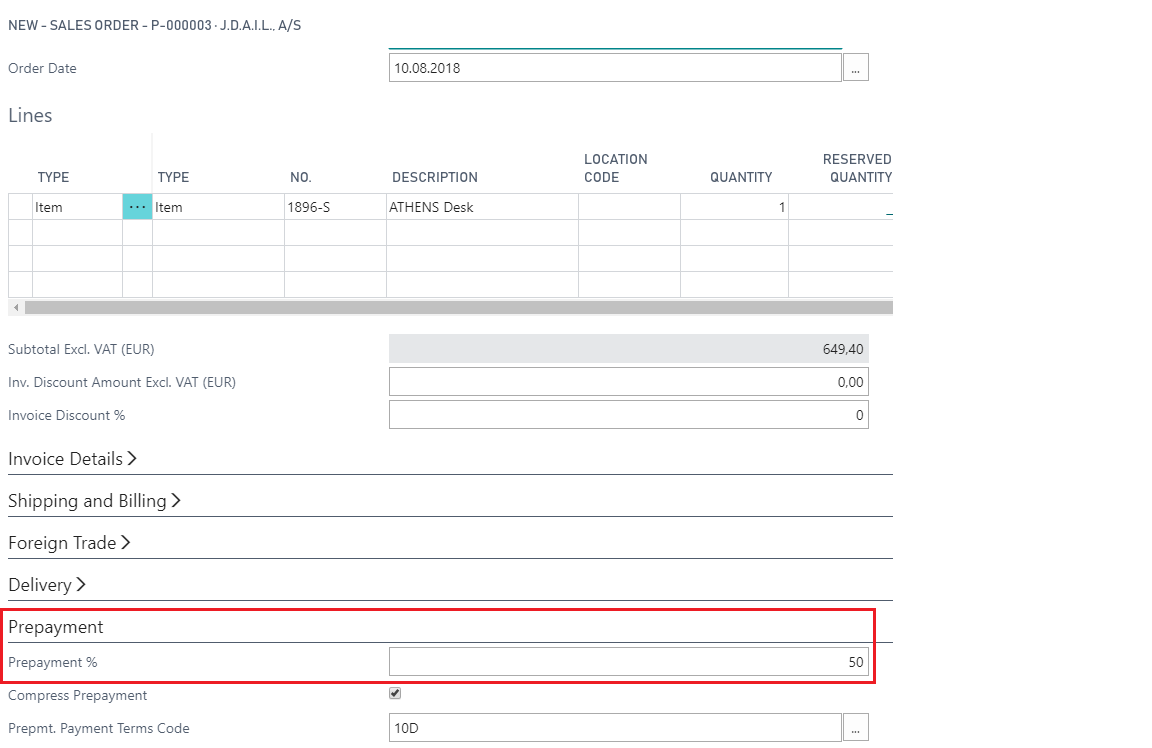 NEW - SALES ORDER - P-000003 · J.D.A.I.L., A/S
Order Date 10.08.2018 ...
Lines
TYPE TYPE NO. DESCRIPTION LOCATION CODE QUANTITY RESERVED QUANTITY
Item ··· Item 1896-S ATHENS Desk 1 _
Subtotal Excl. VAT (EUR) 649,40
Inv. Discount Amount Excl. VAT (EUR) 0,00
Invoice Discount % 0
Invoice Details
Shipping and Billing
Foreign Trade
Delivery
Prepayment
Prepayment % 50
Compress Prepayment
Prepmt. Payment Terms Code 10D ...